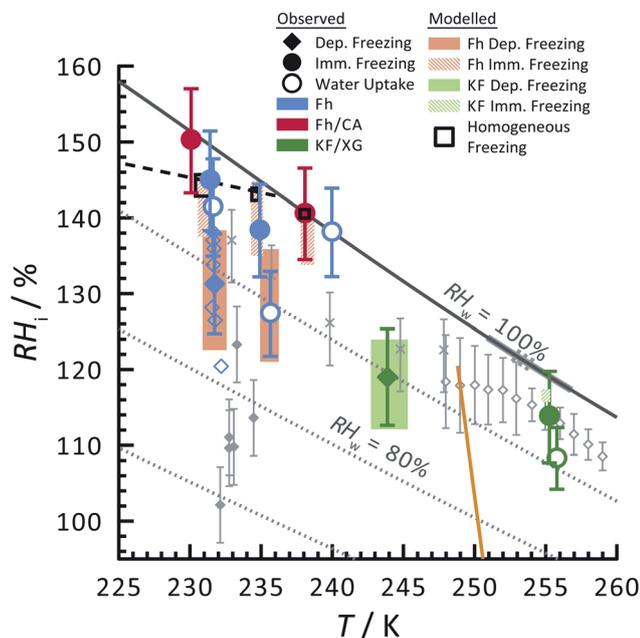 Observed
Dep. Freezing
Imm. Freezing
Water Uptake
Fh
Fh/CA
KF/XG
Modelled
Fh Dep. Freezing
Fh Imm. Freezing
KF Dep. Freezing
KF Imm. Freezing
Homogeneous
Freezing
160
150
140
130
120
110
100
RHi / %
RHw = 100%
RHw = 80%
225 230 235 240 245 250 255 260
T / K